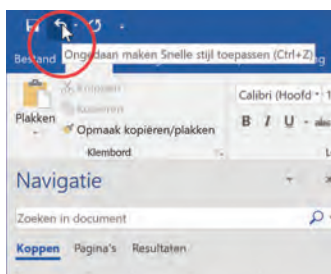 Bestand
Ongedaan maken Snelle stijl toepassen (Ctrl+Z)
Knippen
Calibri (Hoofd
Plakken
Kopiëren
Opmaak kopiëren/plakken
B I U
Klembord
Navigatie
Zoeken in document
Koppen Pagina's Resultaten